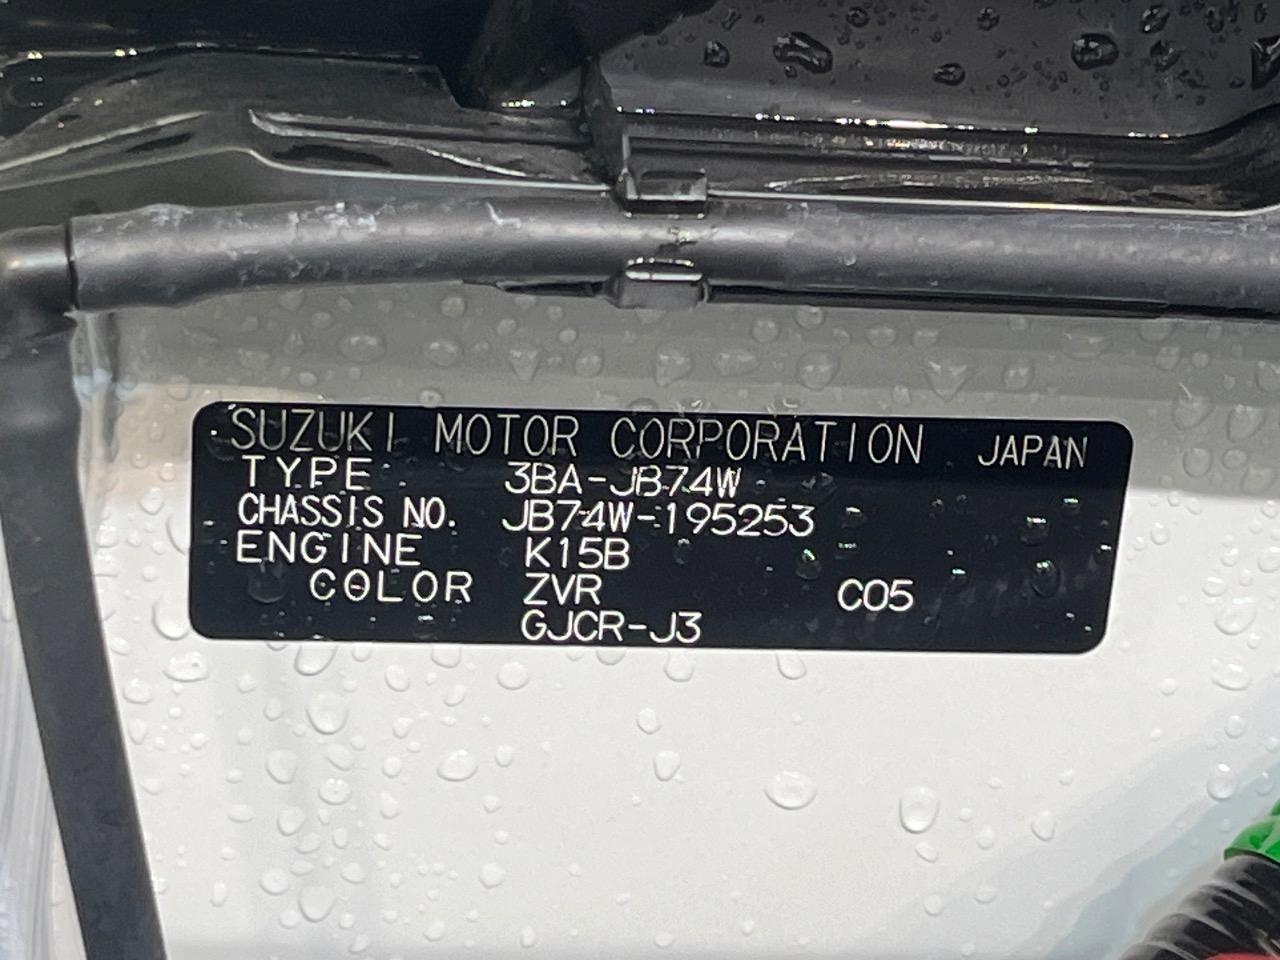 SUZUKI MOTOR CORPORATION JAPAN
TYPE 3BA-JB74W
CHASSIS NO. JB74W-195253
ENGINE K15B
COLOR ZVR C05
GJCR-J3